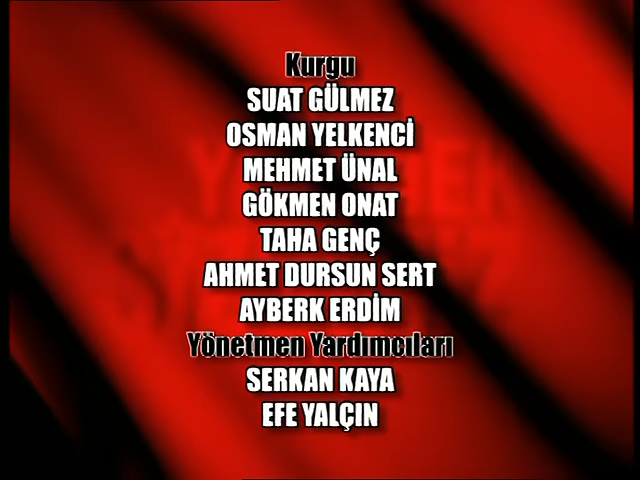 Kurgu
SUAT GÜLMEZ
OSMAN YELKENCİ
MEHMET ÜNAL
GÖKMEN ONAT
TAHA GENÇ
AHMET DURSUN SERT
AYBERK ERDİM
Yönetmen Yardımcıları
SERKAN KAYA
EFE YALÇIN